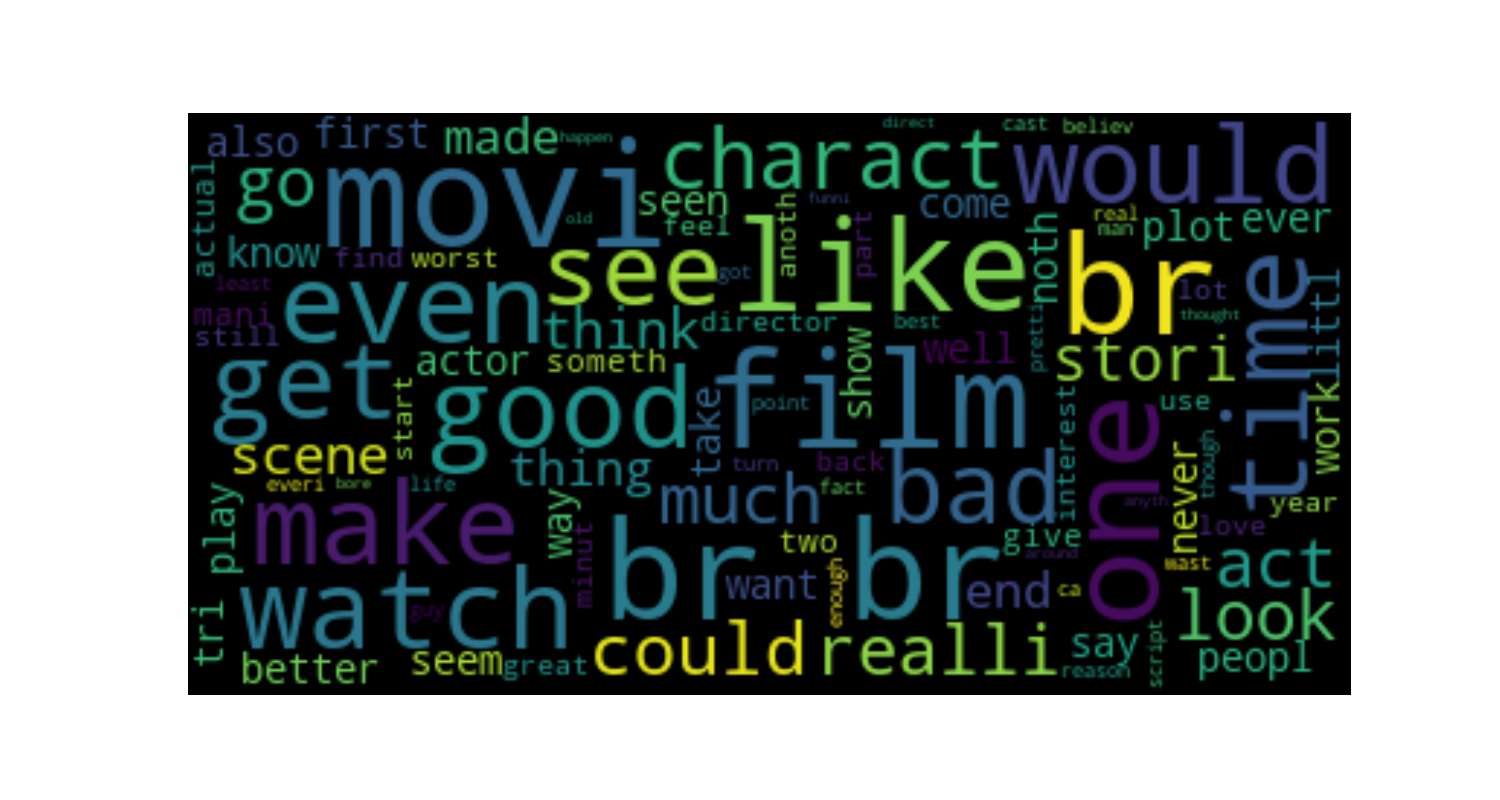 also
first
made
happen
direct
cast
believ
movi
charact
would
actual
go
seen
old
feel
anoth
funni
part
come
noth
real
man
plot
ever
know
find
worst
see
got
like
br
lot
time
littl
least
mani
still
even
think
director
best
pretti
thought
get
actor
someth
show
well
stori
start
good
take
film
point
use
work
scene
thing
turn
back
bad
interest
one
never
though
everi
bore
life
much
fact
anyth
year
play
make
way
minut
br
two
br
give
around
love
tri
watch
guy
want
enough
end
ca
wast
act
better
seem
great
could
realli
say
reason
script
look
peopl